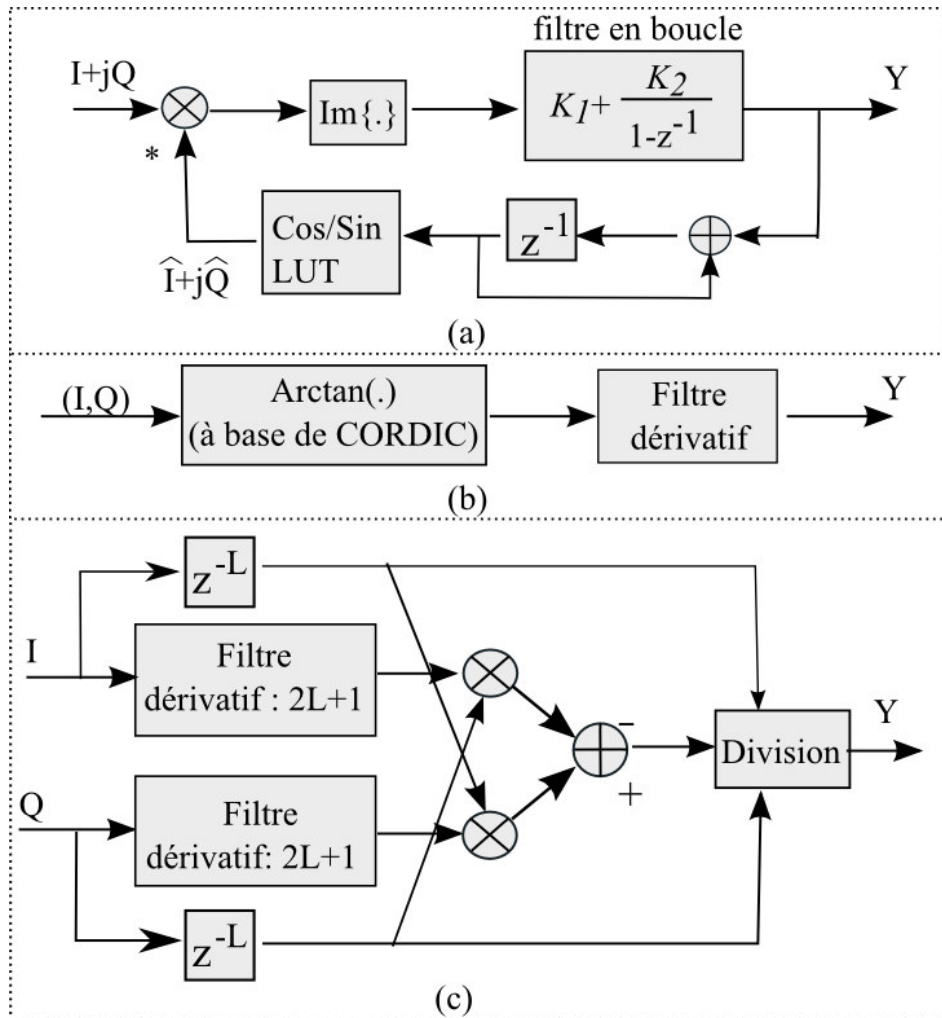 filtre en boucle
I+jQ
Im{.}
K1+ K2
1-z-1
Y
*
Cos/Sin
LUT
z-1
Î+jQ̂
(a)
(I,Q)
Arctan(.)
(à base de CORDIC)
Filtre
dérivatif
Y
(b)
z-L
I
Filtre
dérivatif : 2L+1
-
Y
Division
+
Q
Filtre
dérivatif: 2L+1
z-L
(c)